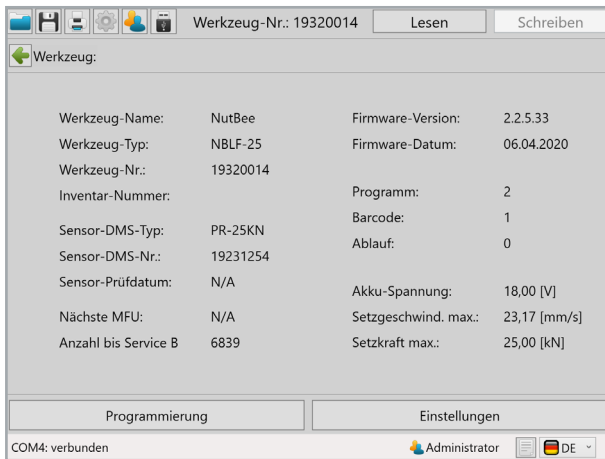 Werkzeug-Nr.: 19320014 Lesen Schreiben
Werkzeug:
Werkzeug-Name: NutBee Firmware-Version: 2.2.5.33
Werkzeug-Typ: NBLF-25 Firmware-Datum: 06.04.2020
Werkzeug-Nr.: 19320014
Inventar-Nummer: Programm: 2
Barcode: 1
Sensor-DMS-Typ: PR-25KN Ablauf: 0
Sensor-DMS-Nr.: 19231254
Sensor-Prüfdatum: N/A Akku-Spannung: 18,00 [V]
Nächste MFU: N/A Setzgeschwind. max.: 23,17 [mm/s]
Anzahl bis Service B 6839 Setzkraft max.: 25,00 [kN]
Programmierung Einstellungen
COM4: verbunden Administrator DE